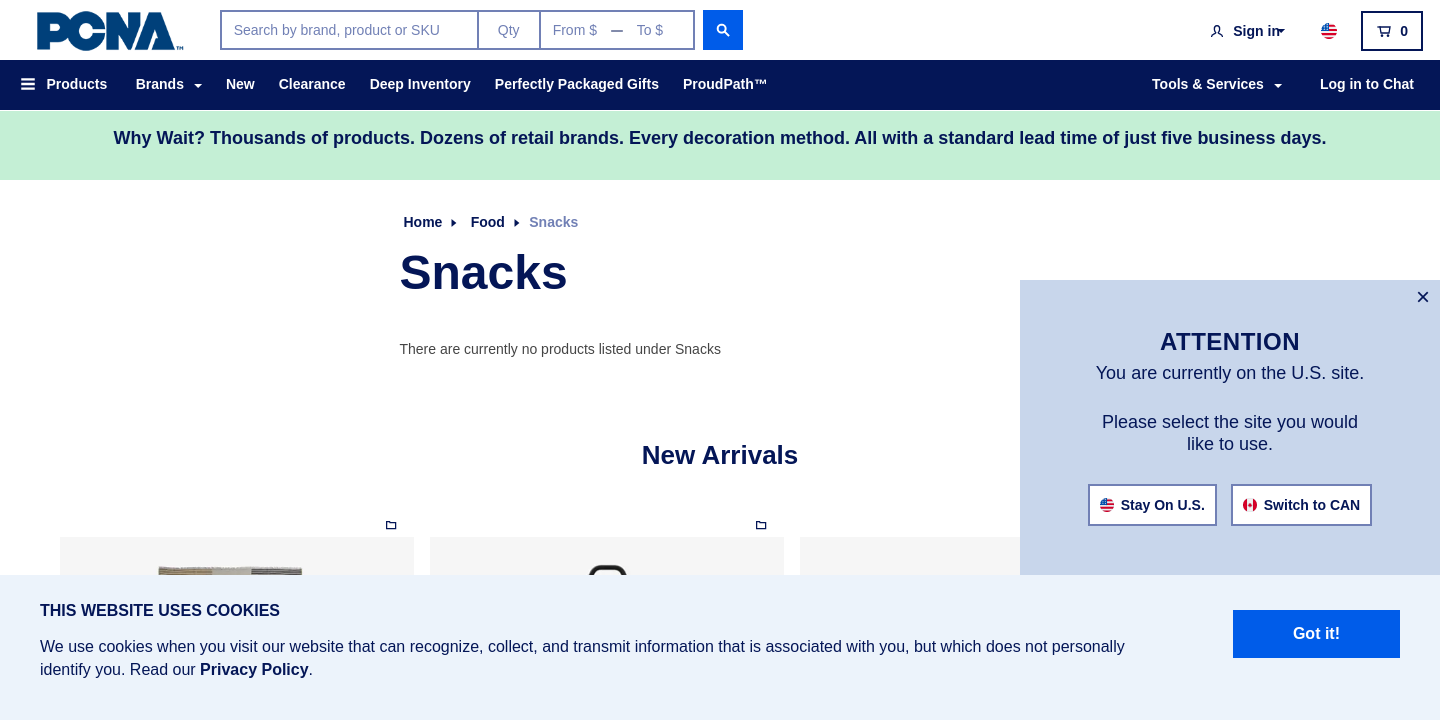 PCNA™
Search by brand, product or SKU
Qty
From $ — To $
Sign in
0
Products
Brands
New
Clearance
Deep Inventory
Perfectly Packaged Gifts
ProudPath™
Tools & Services
Log in to Chat
Why Wait? Thousands of products. Dozens of retail brands. Every decoration method. All with a standard lead time of just five business days.
Home Food Snacks
Snacks
There are currently no products listed under Snacks
ATTENTION
You are currently on the U.S. site.
Please select the site you would
like to use.
Stay On U.S.
Switch to CAN
New Arrivals
THIS WEBSITE USES COOKIES
We use cookies when you visit our website that can recognize, collect, and transmit information that is associated with you, but which does not personally
identify you. Read our Privacy Policy.
Got it!